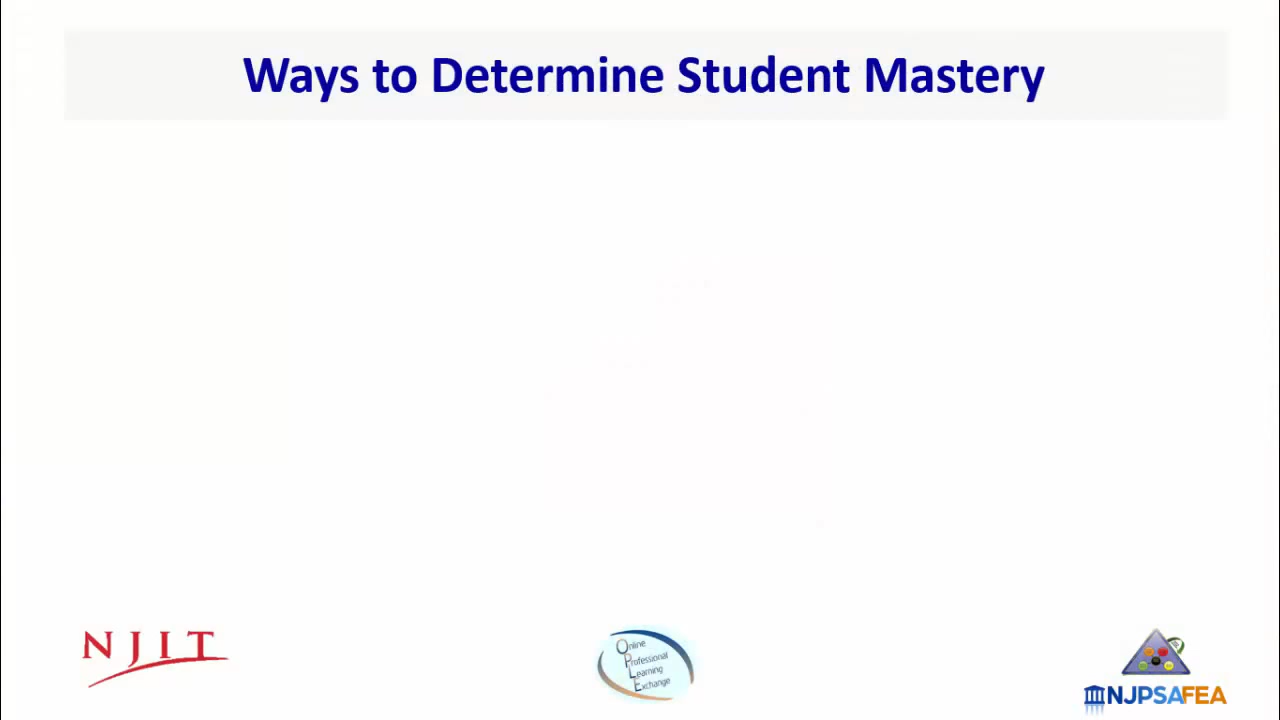 Ways to Determine Student Mastery
NJIT
Online
Professional
Learning
Exchange
NJPSAFEA